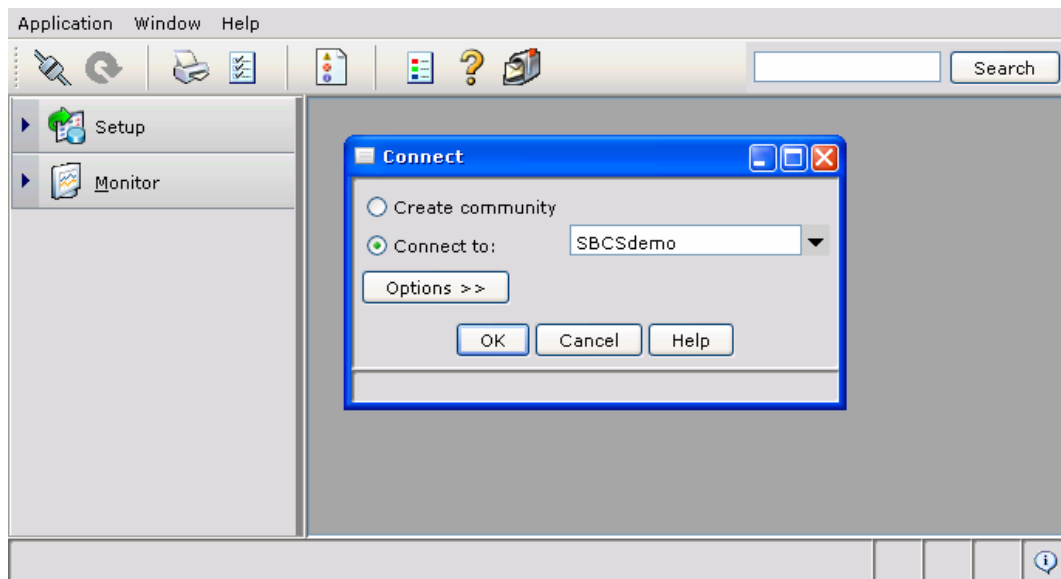 Application Window Help
Search
Setup
Monitor
Connect
Create community
Connect to: SBCSdemo
Options >>
OK Cancel Help